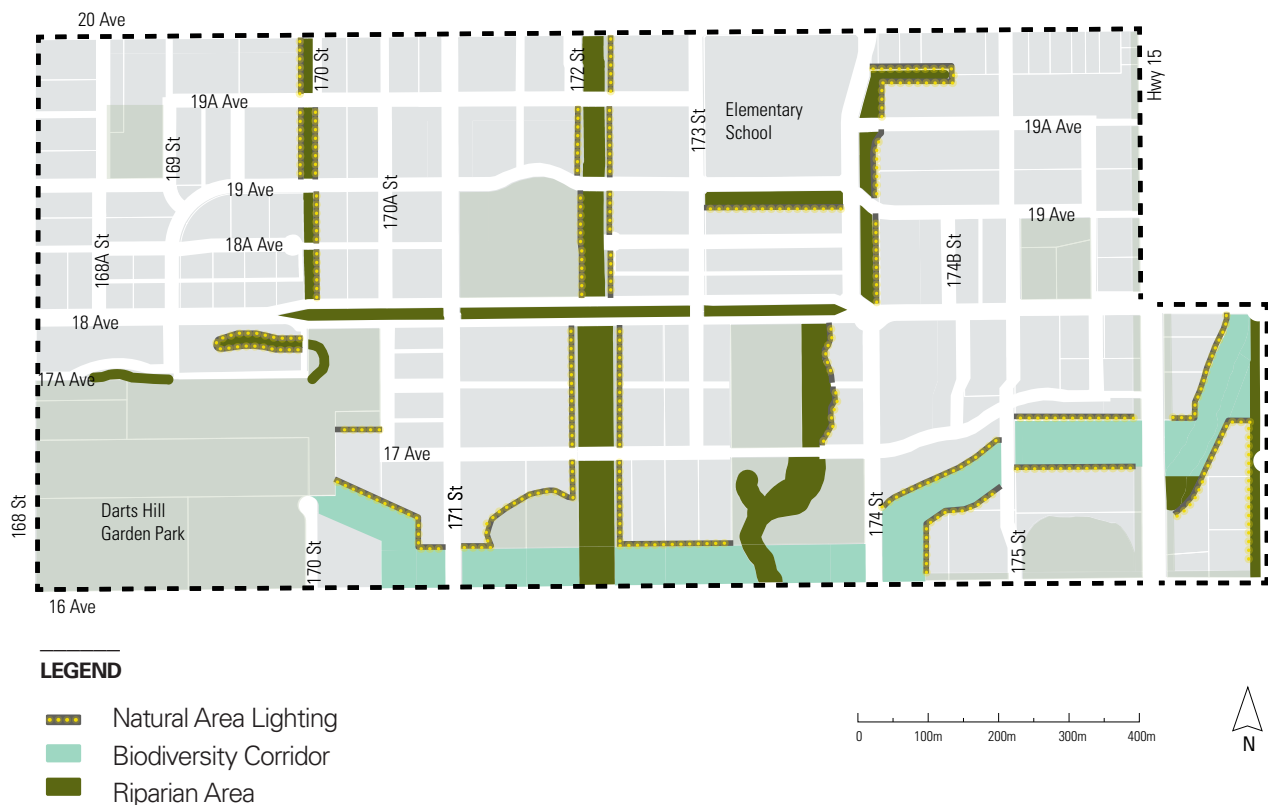 20 Ave
170 St
172 St
Hwy 15
19A Ave
Elementary
School
173 St
19A Ave
169 St
19 Ave
170A St
19 Ave
18A Ave
168A St
174B St
18 Ave
17A Ave
17 Ave
168 St
Darts Hill
Garden Park
171 St
174 St
170 St
175 St
16 Ave
LEGEND
Natural Area Lighting
Biodiversity Corridor
Riparian Area
0 100m 200m 300m 400m
N